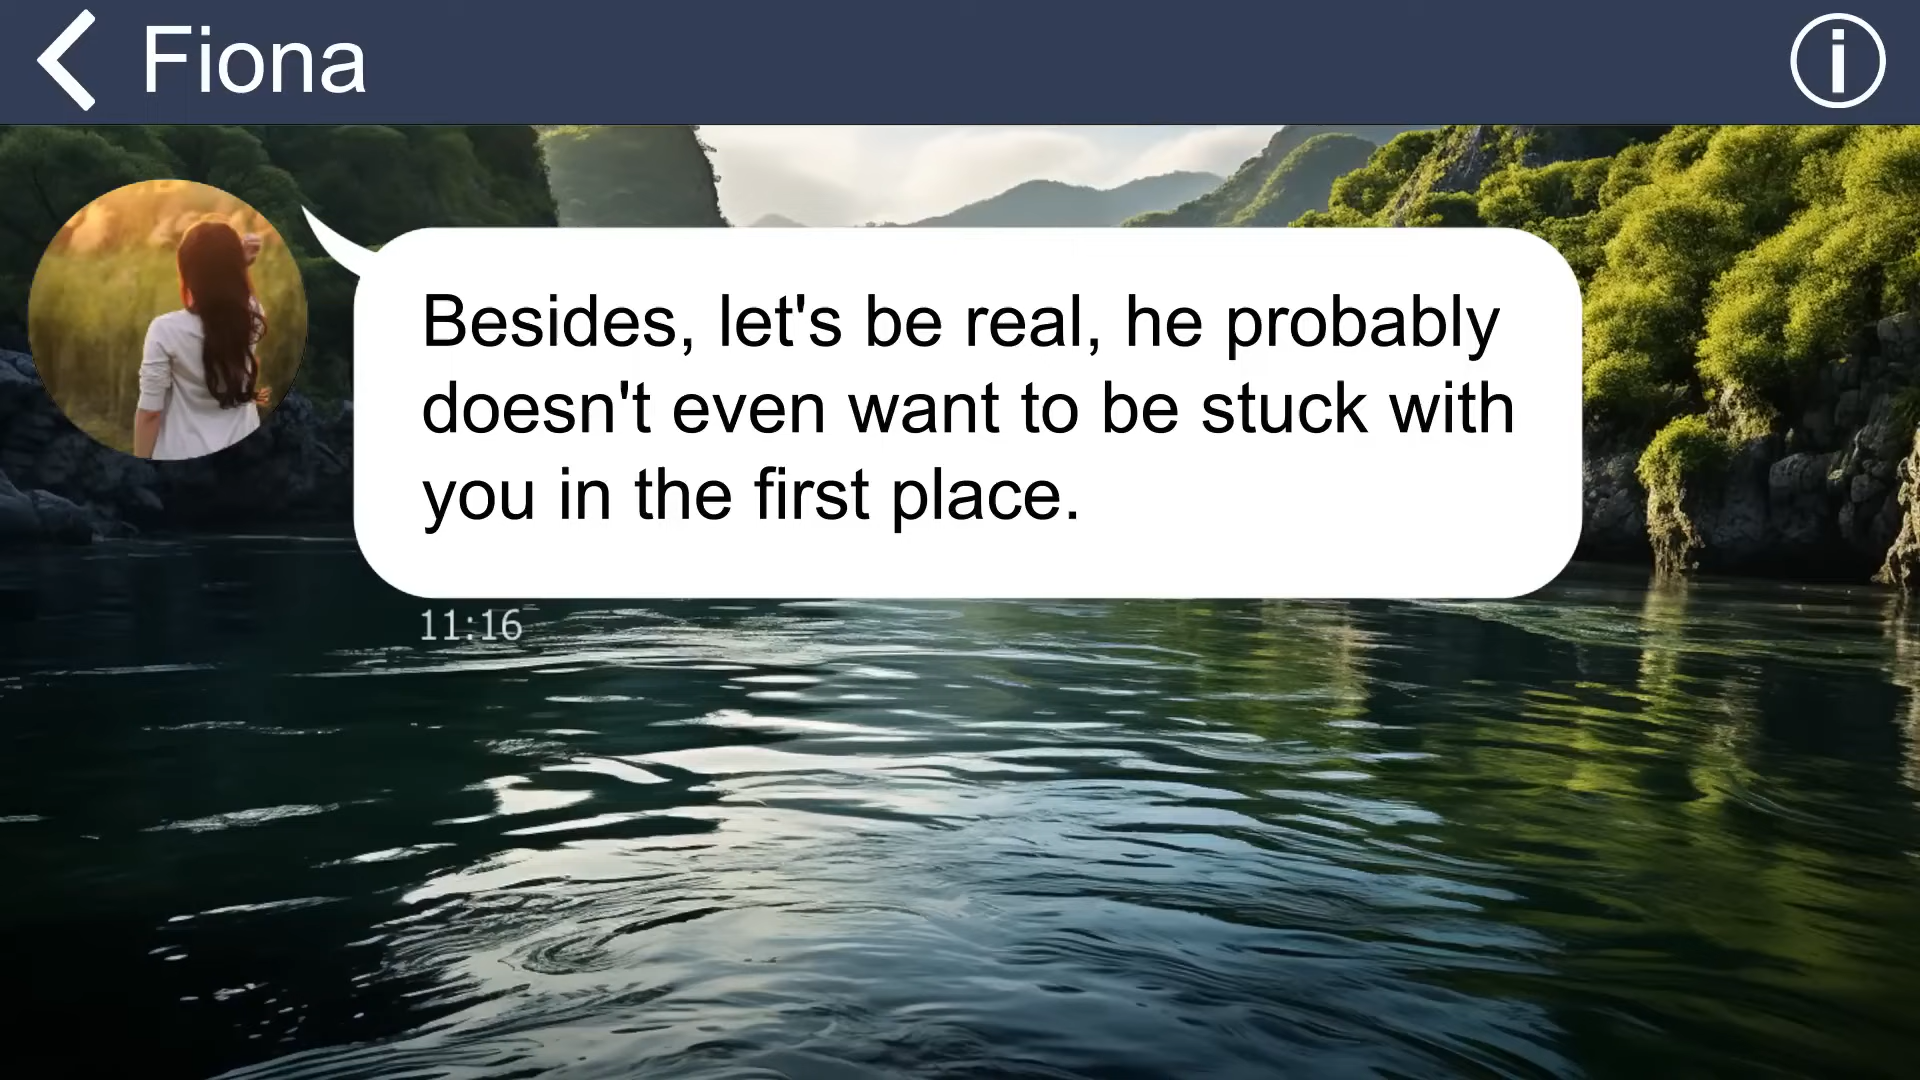 Fiona
Besides, let's be real, he probably
doesn't even want to be stuck with
you in the first place.
11:16